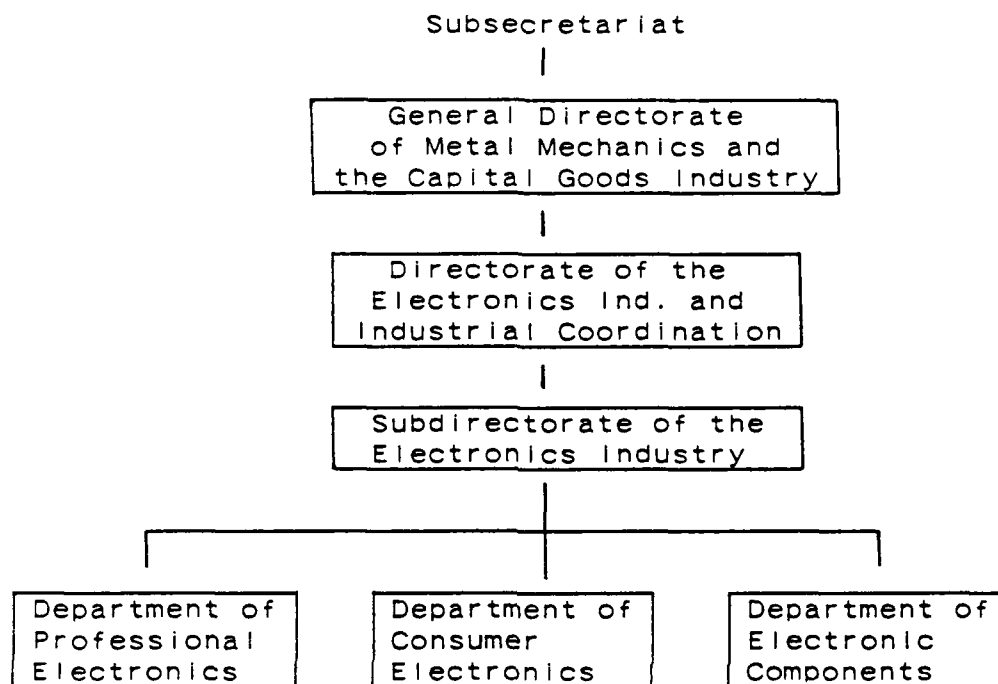 Subsecretariat
General Directorate
of Metal Mechanics and
the Capital Goods Industry
Directorate of the
Electronics Ind. and
Industrial Coordination
Subdirectorate of the
Electronics Industry
Department of
Professional
Electronics
Department of
Consumer
Electronics
Department of
Electronic
Components